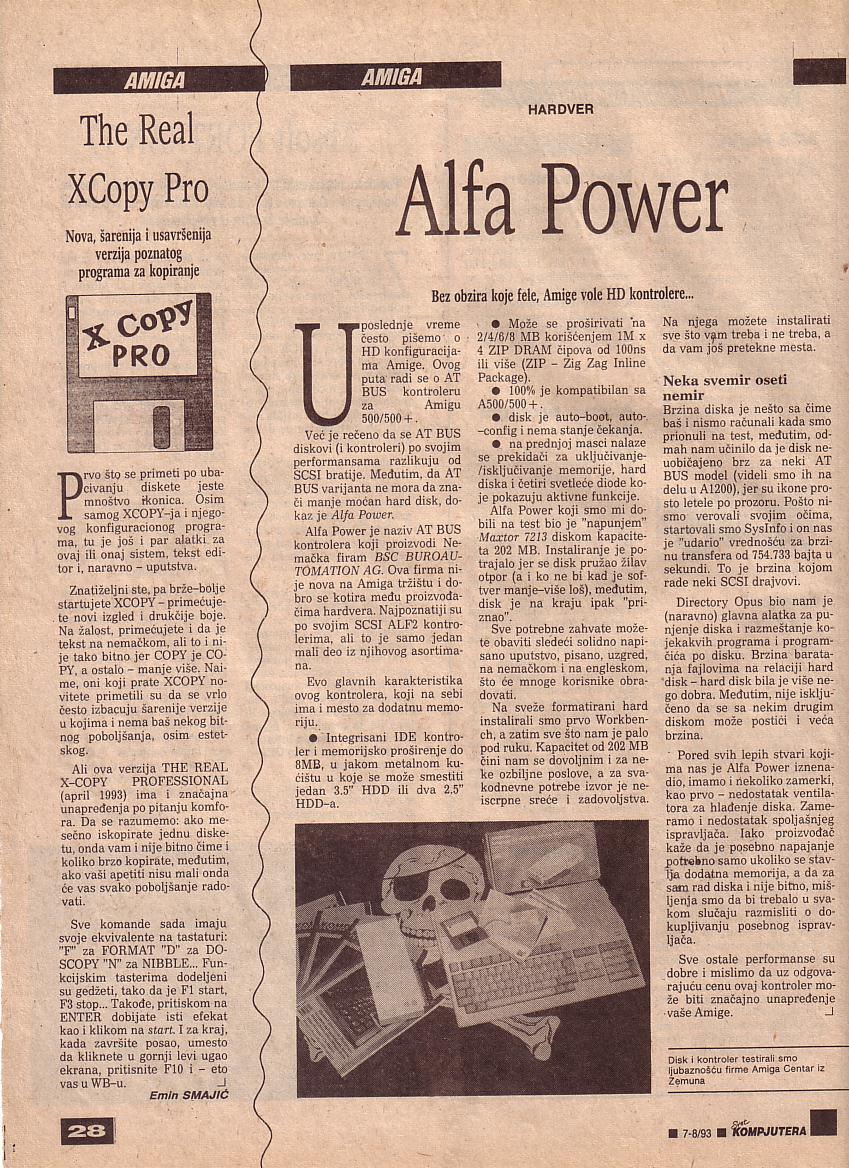 AMIGA
The Real
XCopy Pro
Nova, šarenija i usavršenija
verzija poznatog
programa za kopiranje
X Copy
PRO
Prvo što se primeti po uba-
civanju diskete jeste
mnoštvo ikonica. Osim
samog XCOPY–ja i njego-
vog konfiguracionog progra-
ma, tu je još i par alatki za
ovaj ili onaj sistem, tekst edi-
tor i, naravno – uputstva.
Znatiželjni ste, pa brže–bolje
startujete XCOPY – primećuje-
te novi izgled i drukčije boje.
Na žalost, primećujete i da je
tekst na nemačkom, ali to i ni-
je tako bitno jer COPY je CO-
PY, a ostalo – manje više. Nai-
me, oni koji prate XCOPY no-
vitete primetili su da se vrlo
često izbacuju šarenije verzije
u kojima i nema baš nekog bit-
nog poboljšanja, osim estet-
skog.
Ali ova verzija THE REAL
X–COPY PROFESSIONAL
(april 1993) ima i značajna
unapređenja po pitanju komfo-
ra. Da se razumemo: ako me-
sečno iskopirate jednu diske-
tu, onda vam i nije bitno čime i
koliko brzo kopirate, međutim,
ako vaši apetiti nisu mali onda
će vas svako poboljšanje rado-
vati.
Sve komande sada imaju
svoje ekvivalente na tastaturi:
"F" za FORMAT "D" za DO-
SCOPY "N" za NIBBLE... Fun-
kcijskim tasterima dodeljeni
su gedžeti, tako da je F1 start,
F3 stop... Takođe, pritiskom na
ENTER dobijate isti efekat
kao i klikom na start. I za kraj,
kada završite posao, umesto
da kliknete u gornji levi ugao
ekrana, pritisnite F10 i – eto
vas u WB–u.
Emin SMAJIĆ
28
AMIGA
HARDVER
Alfa Power
Bez obzira koje fele, Amige vole HD kontrolere...
Uposlednje vreme
često pišemo o
HD konfiguracija-
ma Amige. Ovog
puta radi se o AT
BUS kontroleru
za Amigu
500/500+.
Već je rečeno da se AT BUS
diskovi (i kontroleri) po svojim
performansama razlikuju od
SCSI bratije. Međutim, da AT
BUS varijanta ne mora da zna-
či manje moćan hard disk, do-
kaz je Alfa Power.
Alfa Power je naziv AT BUS
kontrolera koji proizvodi Ne-
mačka firam BSC BUROAU-
TOMATION AG. Ova firma ni-
je nova na Amiga tržištu i do-
bro se kotira među proizvođa-
čima hardvera. Najpoznatiji su
po svojim SCSI ALF2 kontro-
lerima, ali to je samo jedan
mali deo iz njihovog asortima-
na.
Evo glavnih karakteristika
ovog kontrolera, koji na sebi
ima i mesto za dodatnu memo-
riju.
● Integrisani IDE kontro-
ler i memorijsko proširenje do
8MB, u jakom metalnom ku-
ćištu u koje se može smestiti
jedan 3.5" HDD ili dva 2.5"
HDD–a.
● Može se proširivati na
2/4/6/8 MB korišćenjem 1M x
4 ZIP DRAM čipova od 100ns
ili više (ZIP – Zig Zag Inline
Package).
● 100% je kompatibilan sa
A500/500+.
● disk je auto–boot, auto-
–config i nema stanje čekanja.
● na prednjoj masci nalaze
se prekidači za uključivanje-
/isključivanje memorije, hard
diska i četiri svetleće diode ko-
je pokazuju aktivne funkcije.
Alfa Power koji smo mi do-
bili na test bio je "napunjem"
Maxtor 7213 diskom kapacite-
ta 202 MB. Instaliranje je po-
trajalo jer se disk pružao žilav
otpor (a i ko ne bi kad je sof-
tver manje–više loš), međutim,
disk je na kraju ipak "pri-
znao".
Sve potrebne zahvate može-
te obaviti sledeći solidno napi-
sano uputstvo, pisano, uzgred,
na nemačkom i na engleskom,
što će mnoge korisnike obra-
dovati.
Na sveže formatirani hard
instalirali smo prvo Workben-
ch, a zatim sve što nam je palo
pod ruku. Kapacitet od 202 MB
čini nam se dovoljnim i za ne-
ke ozbiljne poslove, a za sva-
kodnevne potrebe izvor je ne-
iscrpne sreće i zadovoljstva.
Na njega možete instalirati
sve što vam treba i ne treba, a
da vam još pretekne mesta.
Neka svemir oseti
nemir
Brzina diska je nešto sa čime
baš i nismo računali kada smo
prionuli na test, međutim, od-
mah nam učinilo da je disk ne-
uobičajeno brz za neki AT
BUS model (videli smo ih na
delu u A1200), jer su ikone pro-
sto letele po prozoru. Pošto ni-
smo verovali svojim očima,
startovali smo SysInfo i on nas
je "udario" vrednošću za brzi-
nu transfera od 754.733 bajta u
sekundi. To je brzina kojom
rade neki SCSI drajvovi.
Directory Opus bio nam je
(naravno) glavna alatka za pu-
njenje diska i razmeštanje ko-
jekakvih programa i program-
čića po disku. Brzina barata-
nja fajlovima na relaciji hard
disk – hard disk bila je više ne-
go dobra. Međutim, nije isklju-
čeno da se sa nekim drugim
diskom može postići i veća
brzina.
Pored svih lepih stvari koji-
ma nas je Alfa Power iznena-
dio, imamo i nekoliko zamerki,
kao prvo – nedostatak ventila-
tora za hlađenje diska. Zame-
ramo i nedostatak spoljašnjeg
ispravljača. Iako proizvođač
kaže da je posebno napajanje
potrebno samo ukoliko se stav-
lja dodatna memorija, a da za
sam rad diska i nije bitno, miš-
ljenja smo da bi trebalo u sva-
kom slučaju razmisliti o do-
kupljivanju posebnog isprav-
ljača.
Sve ostale performanse su
dobre i mislimo da uz odgova-
rajuću cenu ovaj kontroler mo-
že biti značajno unapređenje
vaše Amige.
Disk i kontroler testirali smo
ljubaznošću firme Amiga Centar iz
Zemuna
7-8/93 Svet KOMPJUTERA